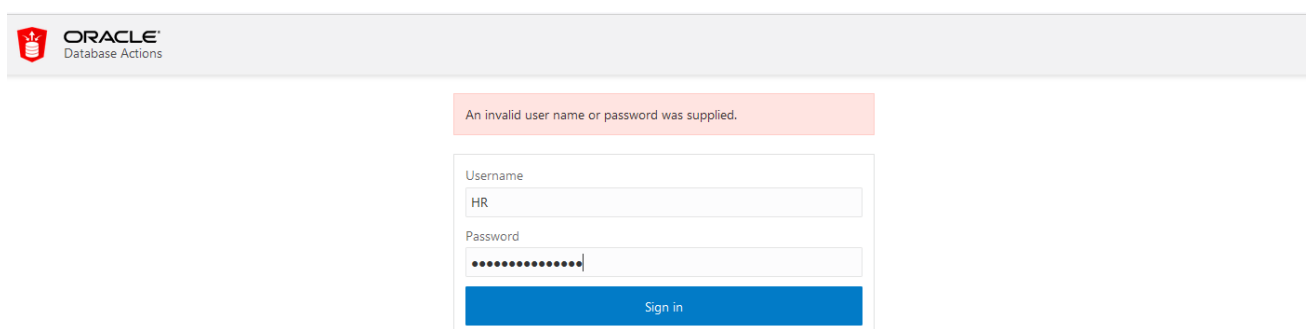 ORACLE
Database Actions
An invalid user name or password was supplied.
Username
HR
Password
Sign in